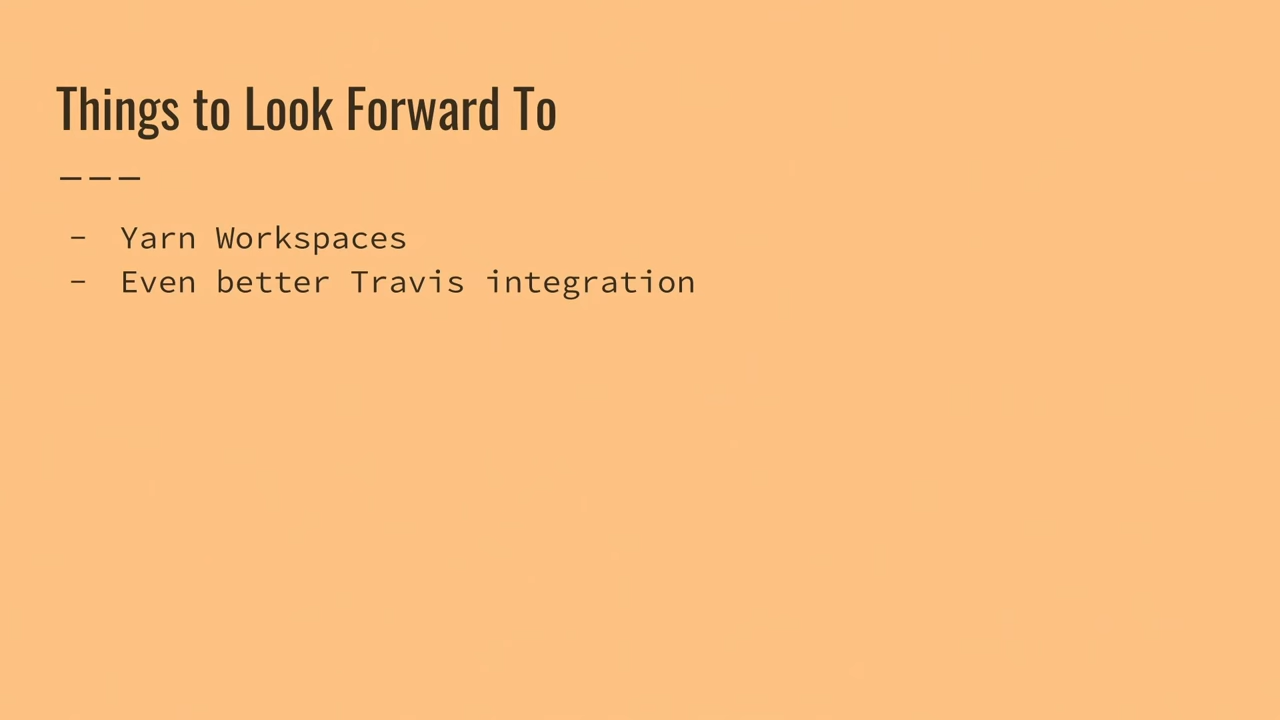 Things to Look Forward To
———
- Yarn Workspaces
- Even better Travis integration